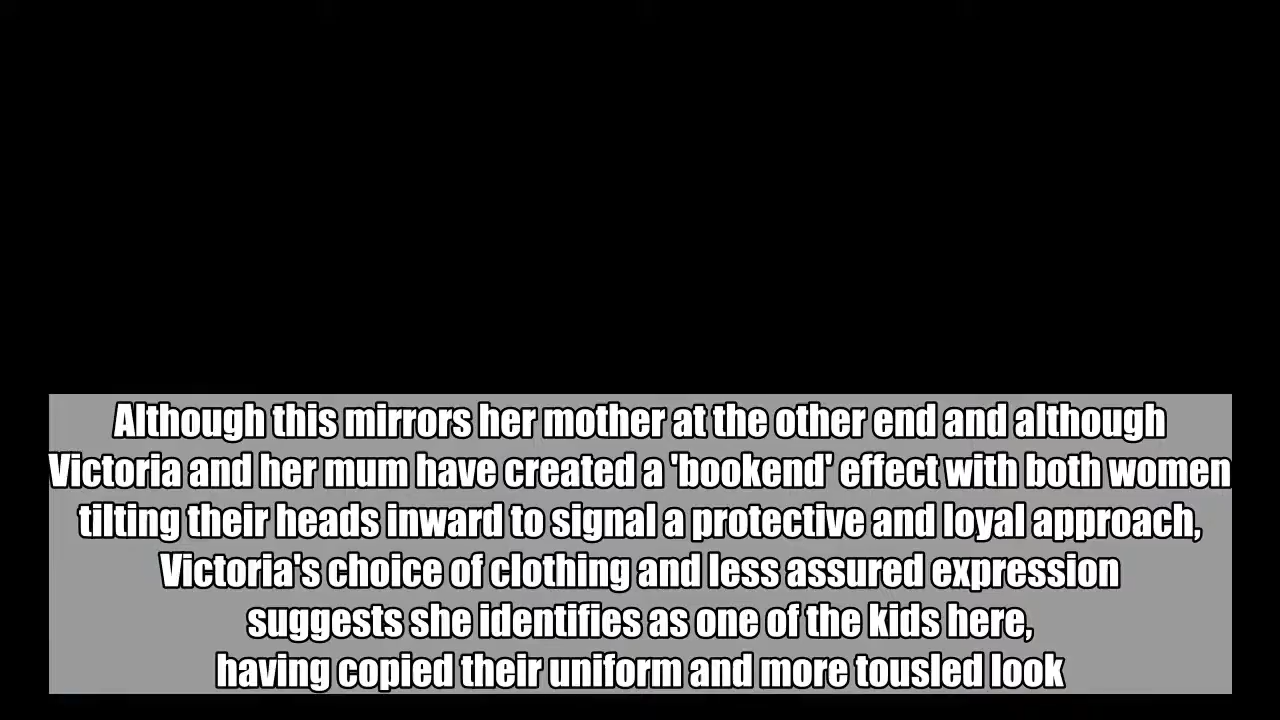 Although this mirrors her mother at the other end and although
Victoria and her mum have created a 'bookend' effect with both women
tilting their heads inward to signal a protective and loyal approach,
Victoria's choice of clothing and less assured expression
suggests she identifies as one of the kids here,
having copied their uniform and more tousled look